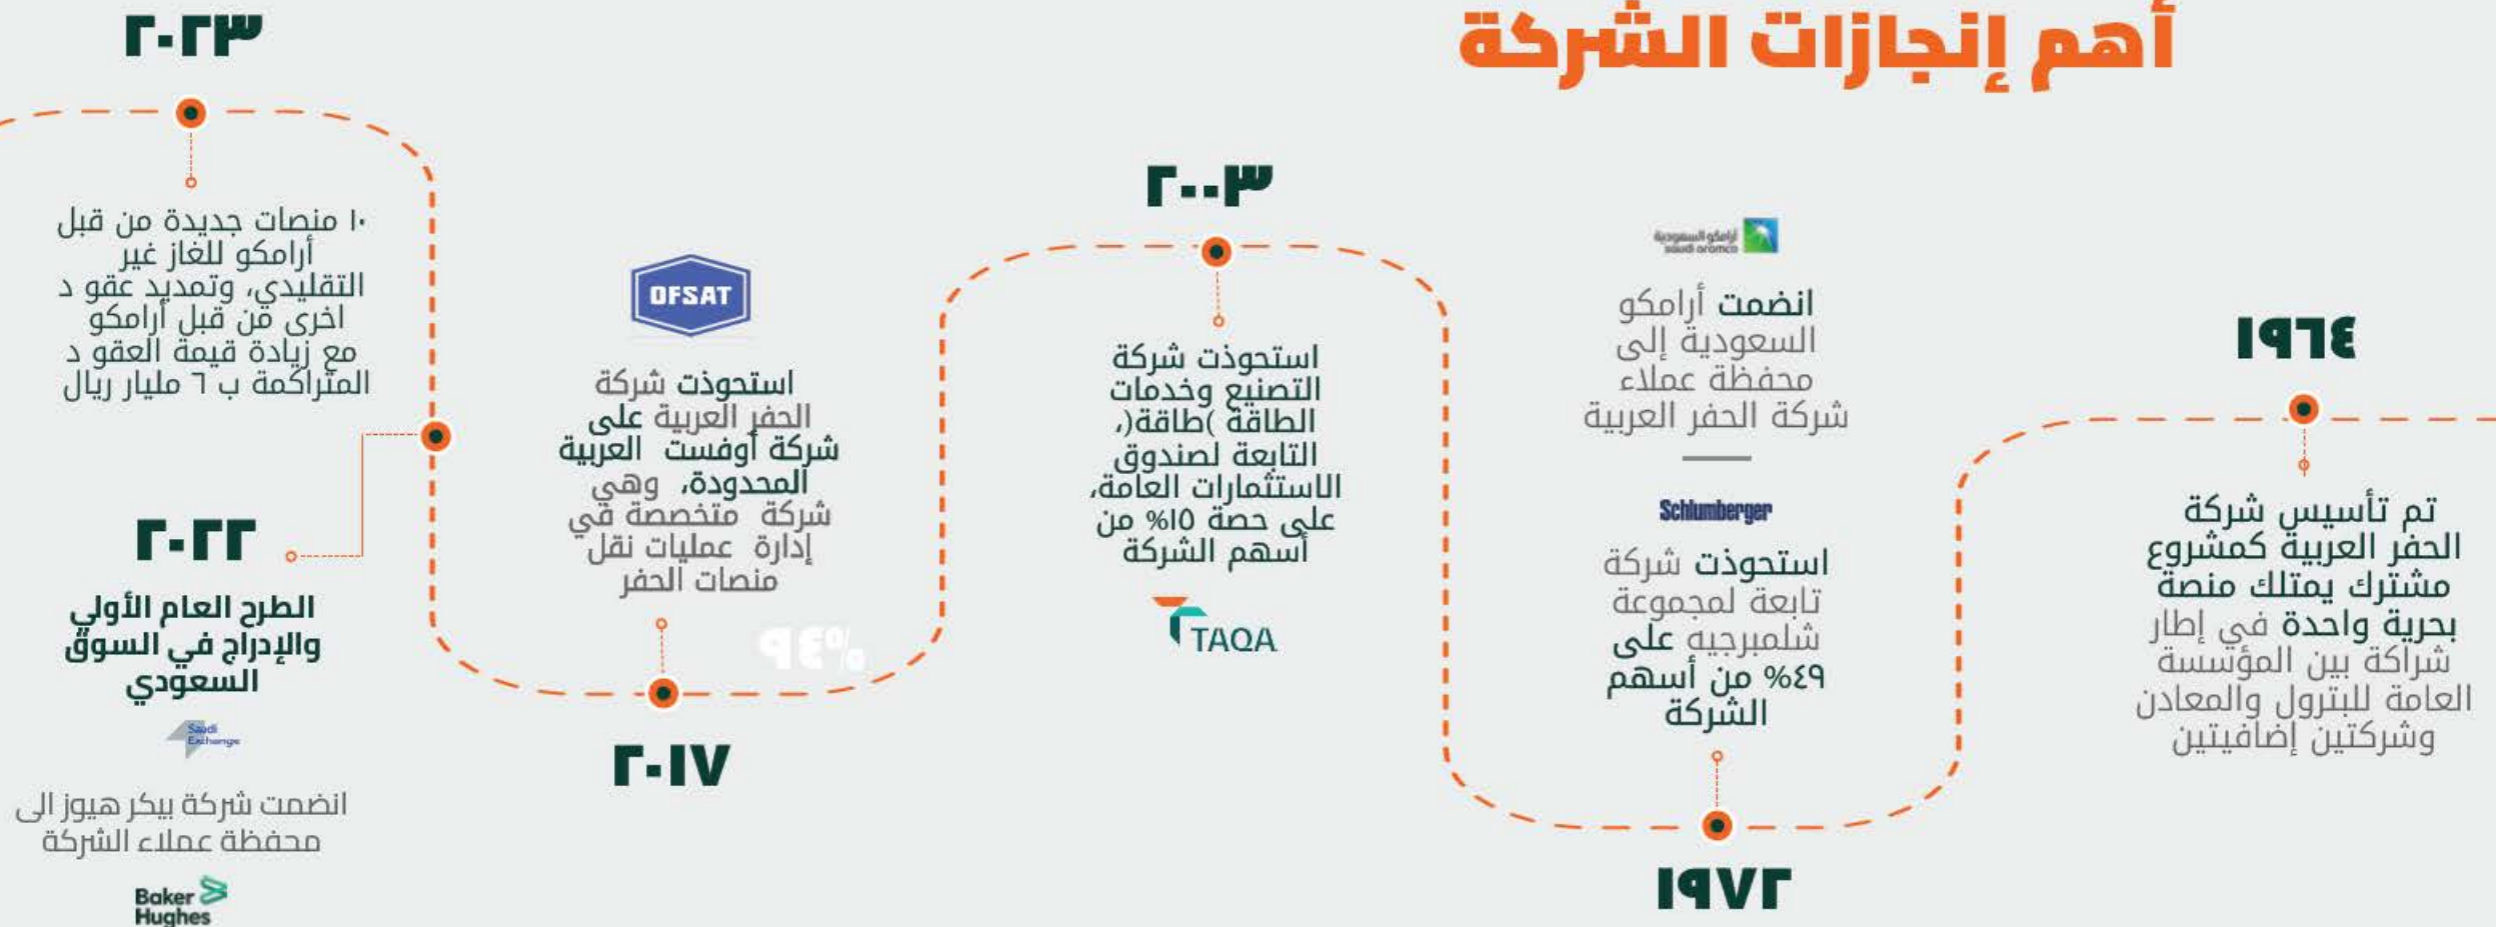 أهم إنجازات الشركة
١٩٦٤
تم تأسيس شركة
الحفر العربية كمشروع
مشترك يمتلك منصة
بحرية واحدة في إطار
شراكة بين المؤسسة
العامة للبترول والمعادن
وشركتين إضافيتين
أرامكو السعودية
saudi aramco
انضمت أرامكو
السعودية إلى
محفظة عملاء
شركة الحفر العربية
Schlumberger
استحوذت شركة
تابعة لمجموعة
شلمبرجيه على
٤٩% من أسهم
الشركة
١٩٧٢
٢٠٠٣
استحوذت شركة
التصنيع وخدمات
الطاقة )طاقة(،
التابعة لصندوق
الاستثمارات العامة،
على حصة ١٥% من
أسهم الشركة
TAQA
OFSAT
استحوذت شركة
الحفر العربية على
شركة أوفست العربية
المحدودة، وهي
شركة متخصصة في
إدارة عمليات نقل
منصات الحفر
٩٤%
٢٠١٧
٢٠٢٢
الطرح العام الأولي
والإدراج في السوق
السعودي
Saudi
Exchange
انضمت شركة بيكر هيوز الى
محفظة عملاء الشركة
Baker
Hughes
٢٠٢٣
١٠ منصات جديدة من قبل
أرامكو للغاز غير
التقليدي، وتمديد عقو د
اخرى من قبل أرامكو
مع زيادة قيمة العقو د
المتراكمة ب ٦ مليار ريال